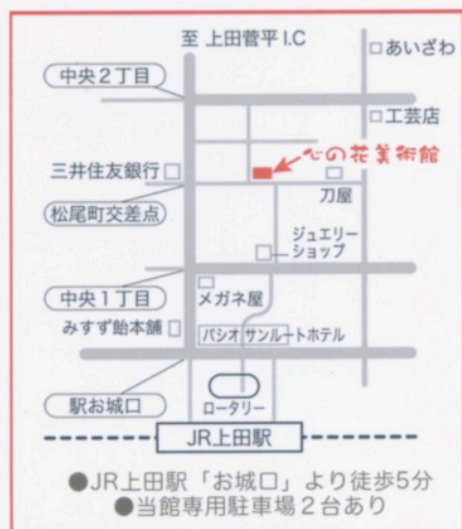 至 上田菅平 I.C
あいざわ
中央2丁目
工芸店
心の花美術館
三井住友銀行
刀屋
松尾町交差点
ジュエリー
ショップ
中央1丁目
メガネ屋
みすず飴本舗
パシオ サンルートホテル
駅お城口
ロータリー
JR上田駅
●JR上田駅「お城口」より徒歩5分
●当館専用駐車場2台あり